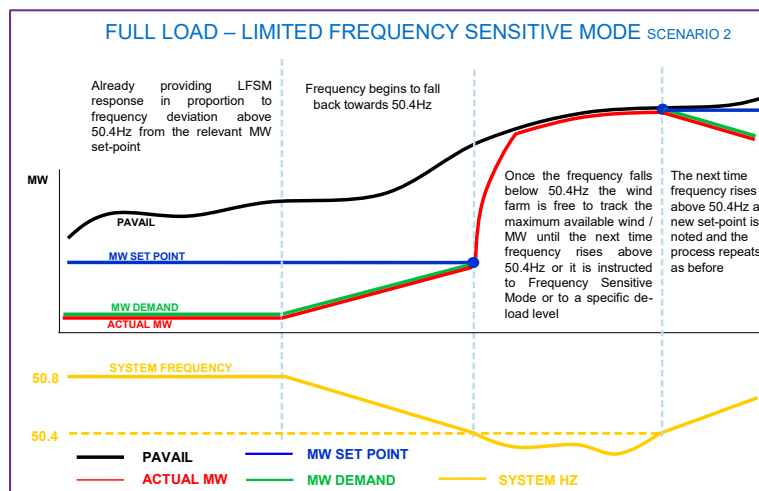 FULL LOAD – LIMITED FREQUENCY SENSITIVE MODE SCENARIO 2
Already providing LFSM
response in proportion to
frequency deviation above
50.4Hz from the relevant MW
set-point
Frequency begins to fall
back towards 50.4Hz
MW
PAVAIL
MW SET POINT
MW DEMAND
ACTUAL MW
Once the frequency falls
below 50.4Hz the wind
farm is free to track the
maximum available wind /
MW until the next time
frequency rises above
50.4Hz or it is instructed
to Frequency Sensitive
Mode or to a specific de-
load level
The next time
frequency rises
above 50.4Hz a
new set-point is
noted and the
process repeats
as before
SYSTEM FREQUENCY
50.8
50.4
PAVAIL
MW SET POINT
ACTUAL MW
MW DEMAND
SYSTEM HZ